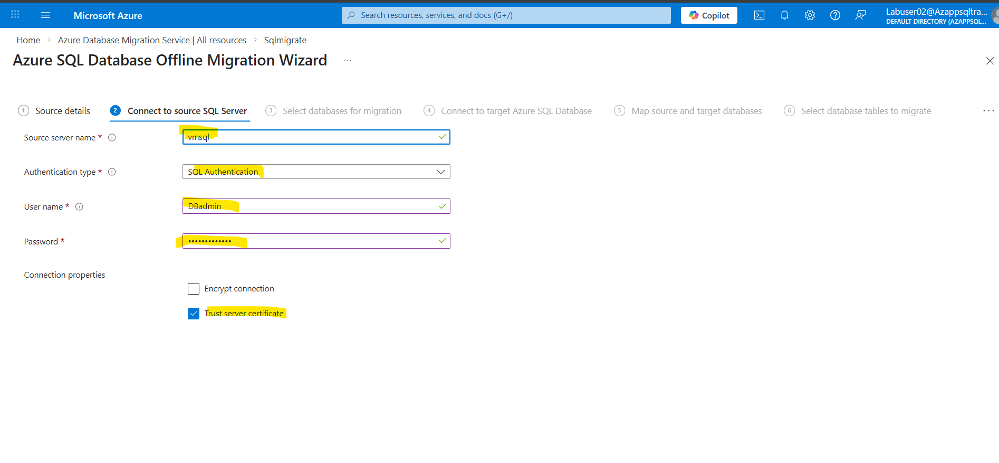 Microsoft Azure
Search resources, services, and docs (G+/)
Copilot
Labuser02@Azappsqltra...
DEFAULT DIRECTORY (AZAPPSQL...
Home > Azure Database Migration Service | All resources > Sqlmigrate
Azure SQL Database Offline Migration Wizard ...
1 Source details
2 Connect to source SQL Server
3 Select databases for migration
4 Connect to target Azure SQL Database
5 Map source and target databases
6 Select database tables to migrate
...
Source server name *
vmsql
Authentication type *
SQL Authentication
User name *
DBadmin
Password *
•••••••••••••
Connection properties
Encrypt connection
Trust server certificate